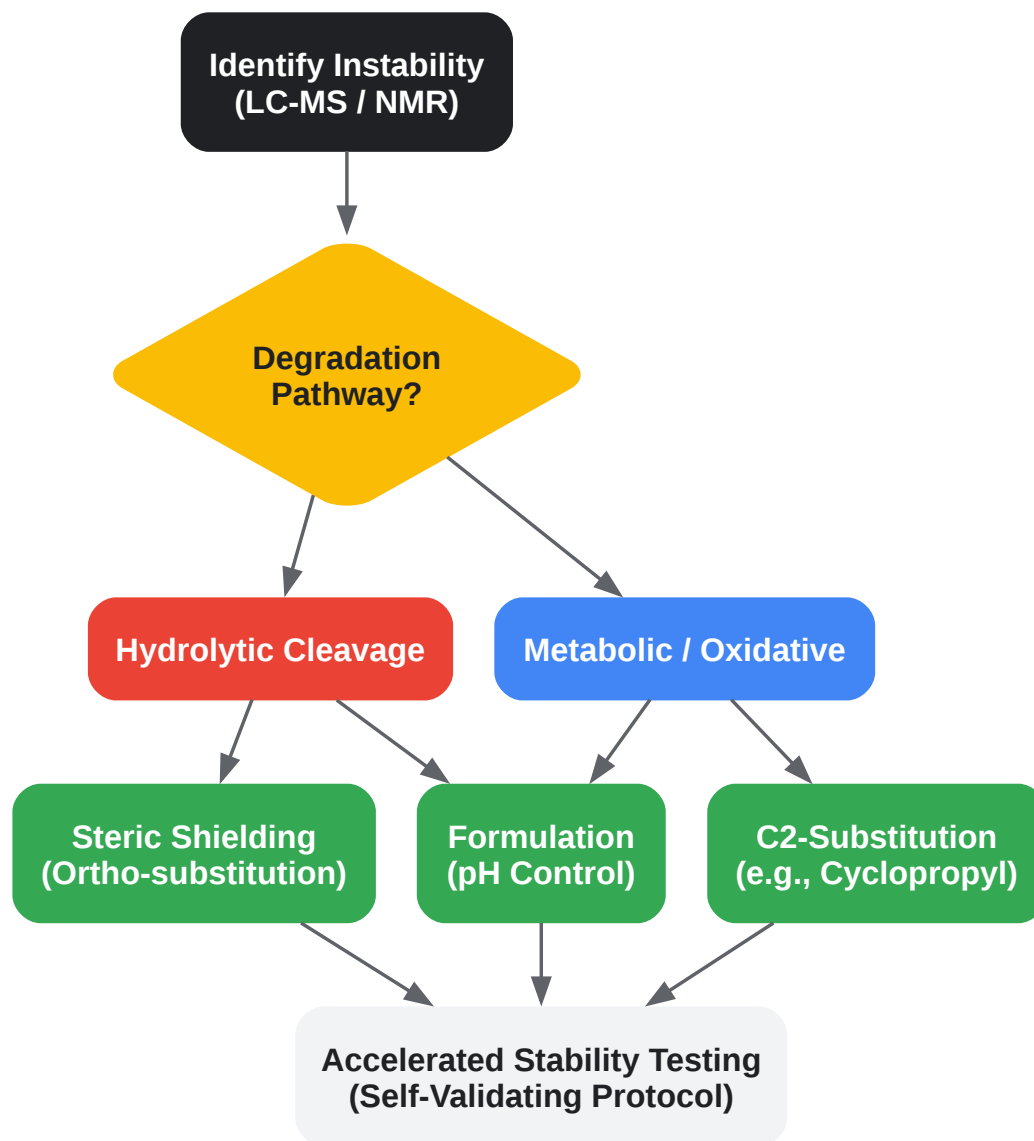 Identify Instability
(LC-MS / NMR)
Degradation
Pathway?
Hydrolytic Cleavage
Metabolic / Oxidative
Steric Shielding
(Ortho-substitution)
Formulation
(pH Control)
C2-Substitution
(e.g., Cyclopropyl)
Accelerated Stability Testing
(Self-Validating Protocol)